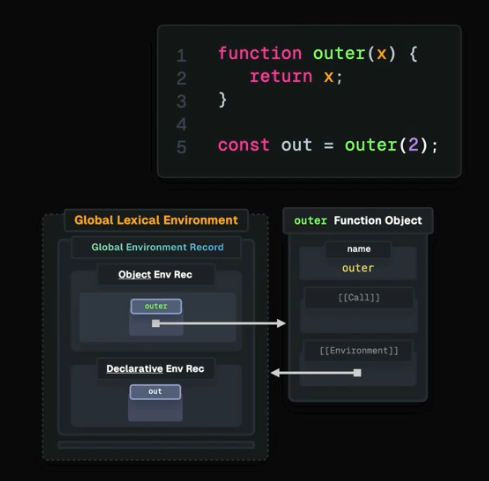 1 function outer(x) {
2 return x;
3 }
4
5 const out = outer(2);
Global Lexical Environment
Global Environment Record
Object Env Rec
outer
Declarative Env Rec
out
outer Function Object
name
outer
[[Call]]
[[Environment]]